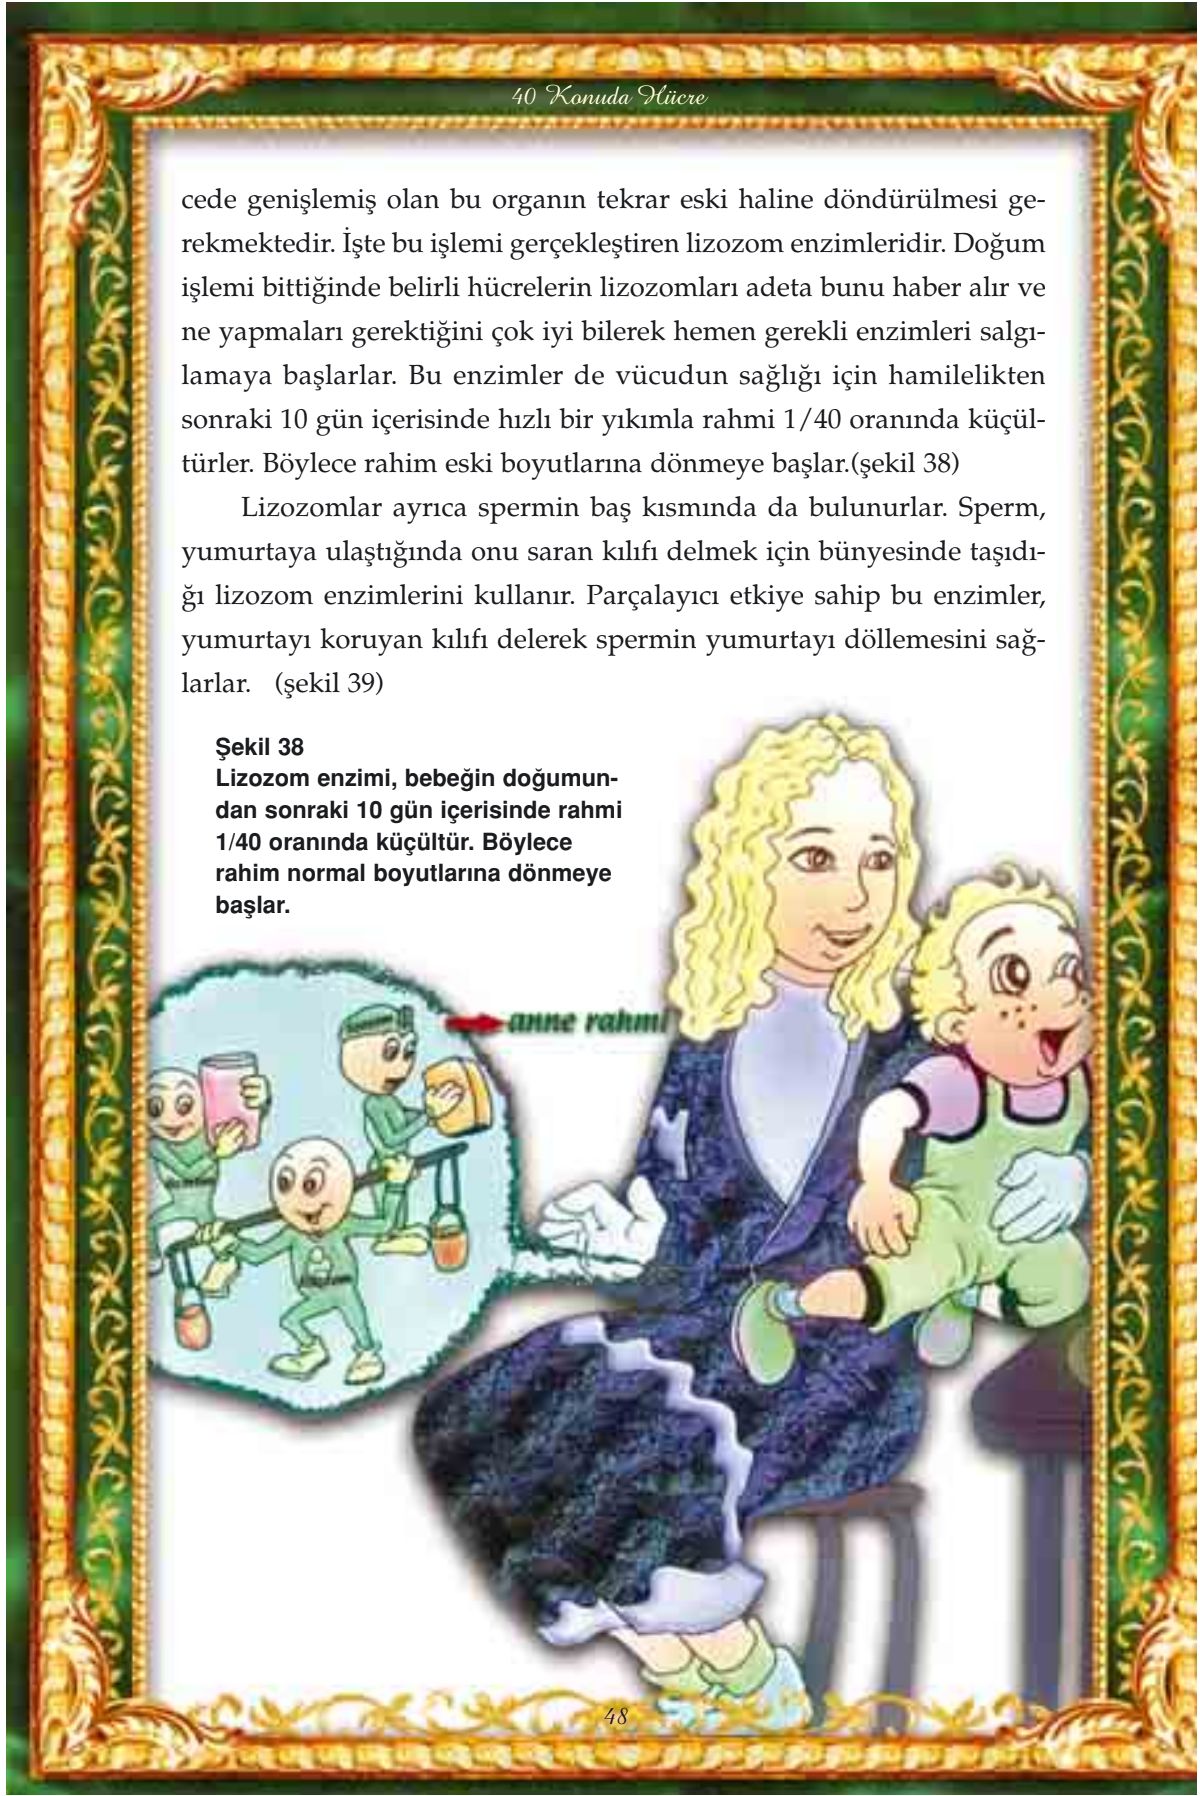 40 Konuda Hücre
cede genişlemiş olan bu organın tekrar eski haline döndürülmesi ge-
rekmektedir. İşte bu işlemi gerçekleştiren lizozom enzimleridir. Doğum
işlemi bittiğinde belirli hücrelerin lizozomları adeta bunu haber alır ve
ne yapmaları gerektiğini çok iyi bilerek hemen gerekli enzimleri salgı-
lamaya başlarlar. Bu enzimler de vücudun sağlığı için hamilelikten
sonraki 10 gün içerisinde hızlı bir yıkımla rahmi 1/40 oranında küçül-
türler. Böylece rahim eski boyutlarına dönmeye başlar.(şekil 38)
Lizozomlar ayrıca spermin baş kısmında da bulunurlar. Sperm,
yumurtaya ulaştığında onu saran kılıfı delmek için bünyesinde taşıdı-
ğı lizozom enzimlerini kullanır. Parçalayıcı etkiye sahip bu enzimler,
yumurtayı koruyan kılıfı delerek spermin yumurtayı döllemesini sağ-
larlar. (şekil 39)
Şekil 38
Lizozom enzimi, bebeğin doğumun-
dan sonraki 10 gün içerisinde rahmi
1/40 oranında küçültür. Böylece
rahim normal boyutlarına dönmeye
başlar.
anne rahmi
48